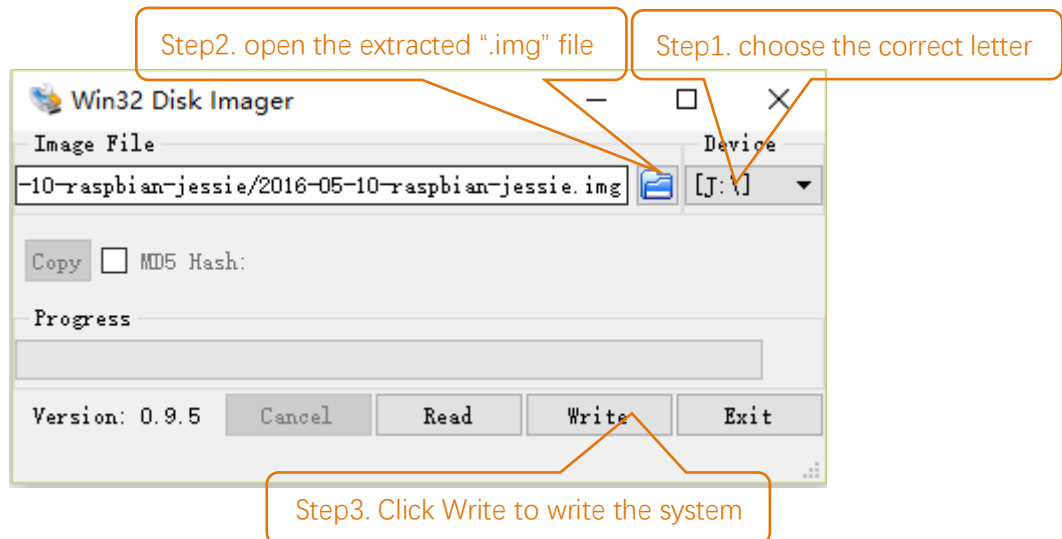 Step2. open the extracted “.img” file
Step1. choose the correct letter
Win32 Disk Imager
Image File
Device
-10-raspbian-jessie/2016-05-10-raspbian-jessie.img
[J:\]
Copy
MD5 Hash:
Progress
Version: 0.9.5
Cancel
Read
Write
Exit
Step3. Click Write to write the system